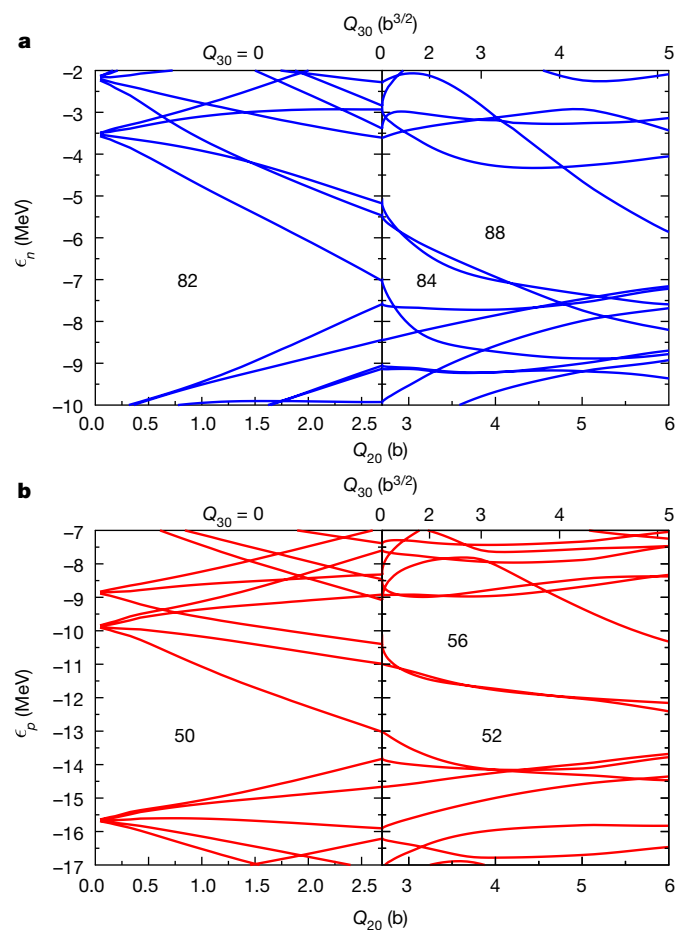 Q₃₀ (b³/²)
a
Q₃₀ = 0 0 2 3 4 5
−2
−3
−4
−5
−6
−7
−8
−9
−10
ϵₙ (MeV)
82
84
88
0.0 0.5 1.0 1.5 2.0 2.5 3 4 5 6
Q₂₀ (b)
Q₃₀ (b³/²)
b
Q₃₀ = 0 0 2 3 4 5
−7
−8
−9
−10
−11
−12
−13
−14
−15
−16
−17
ϵₚ (MeV)
56
50
52
0.0 0.5 1.0 1.5 2.0 2.5 3 4 5 6
Q₂₀ (b)